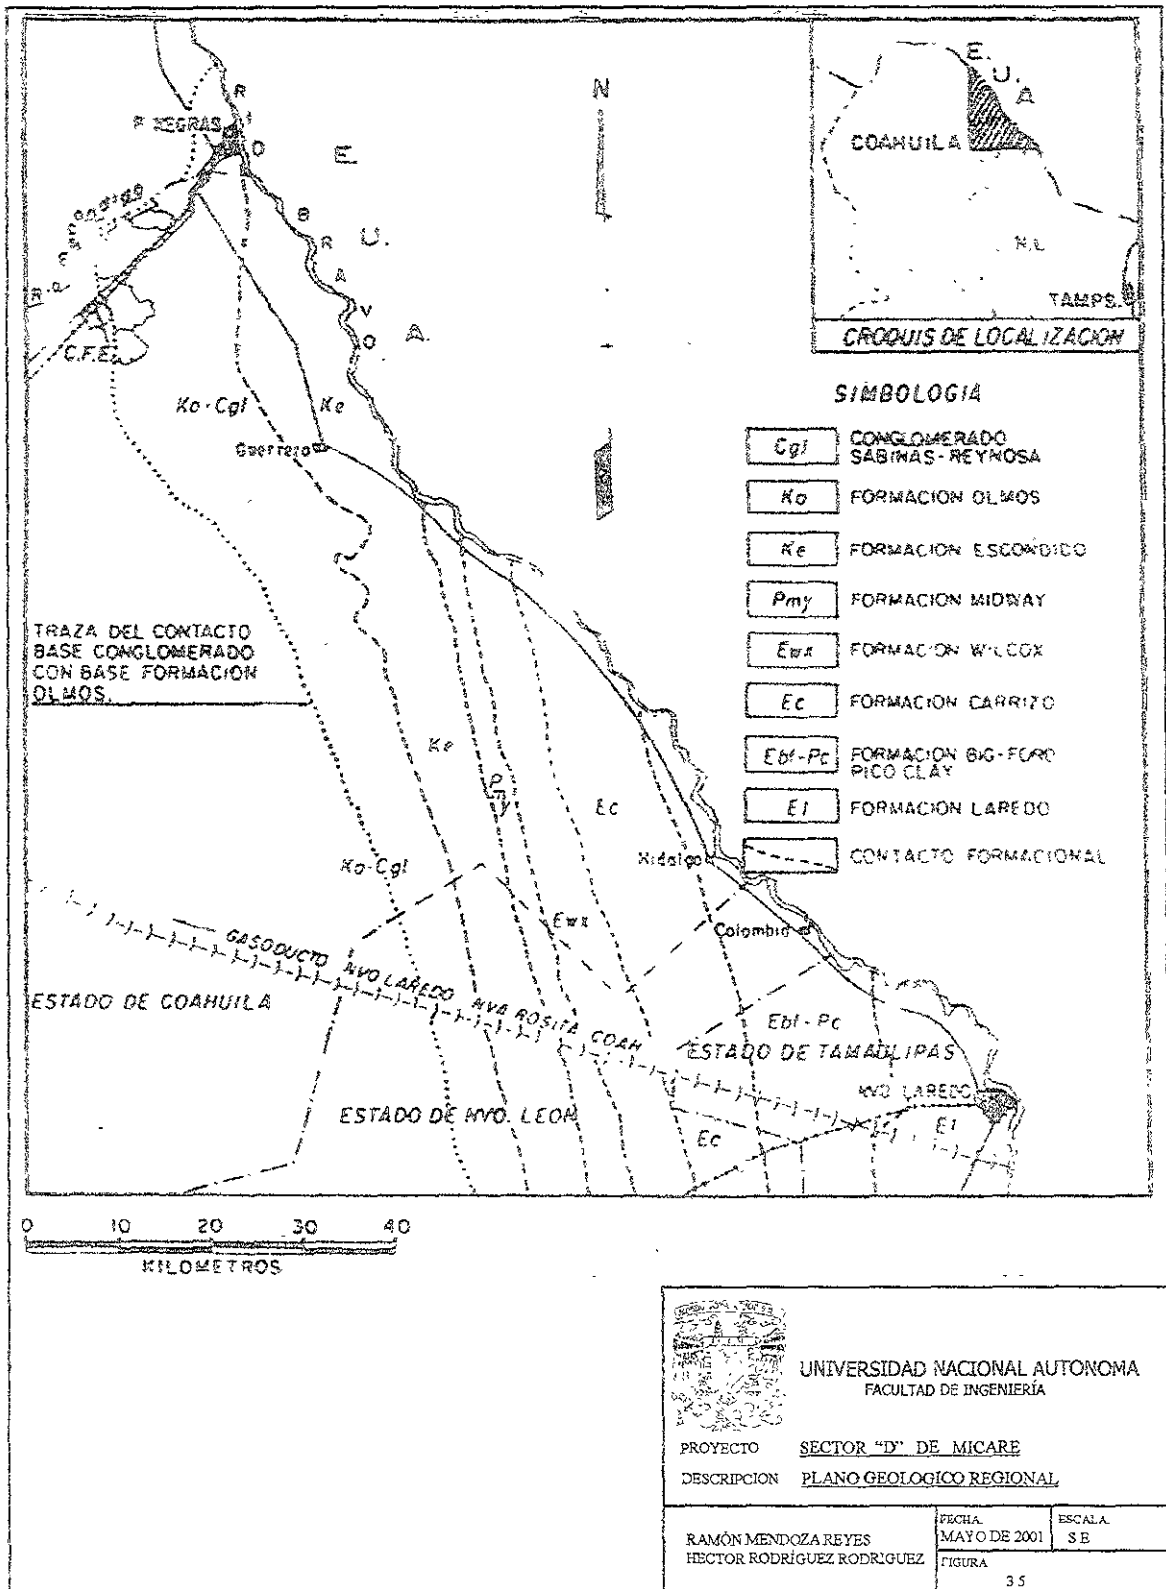 P. NEGRAS
R
I
O
B
R
A
V
O
E.
U.
A.
N
C.F.E.
Ko-Cgl
Ke
Guerrero
TRAZA DEL CONTACTO
BASE CONGLOMERADO
CON BASE FORMACION
OLMOS.
Ke
Pmy
Ec
Hidalgo
Ko-Cgl
Ewx
Colombia
GASODUCTO NVO LAREDO NVA ROSITA COAH
ESTADO DE COAHUILA
Ebf-Pc
ESTADO DE TAMAULIPAS
NVO. LAREDO
ESTADO DE NVO. LEON
Ec
El
E.
U.
A
COAHUILA
N.L
TAMPS.
CROQUIS DE LOCALIZACION
SIMBOLOGIA
Cgl CONGLOMERADO
SABINAS-REYNOSA
Ko FORMACION OLMOS
Ke FORMACION ESCONDIDO
Pmy FORMACION MIDWAY
Ewx FORMACION WILCOX
Ec FORMACION CARRIZO
Ebf-Pc FORMACION BIG-FORD
PICO CLAY
El FORMACION LAREDO
CONTACTO FORMACIONAL
0 10 20 30 40
KILOMETROS
UNIVERSIDAD NACIONAL AUTONOMA
FACULTAD DE INGENIERÍA
PROYECTO SECTOR "D" DE MICARE
DESCRIPCION PLANO GEOLOGICO REGIONAL
RAMÓN MENDOZA REYES
HECTOR RODRÍGUEZ RODRIGUEZ
FECHA.
MAYO DE 2001
ESCALA.
S E
FIGURA
3 5